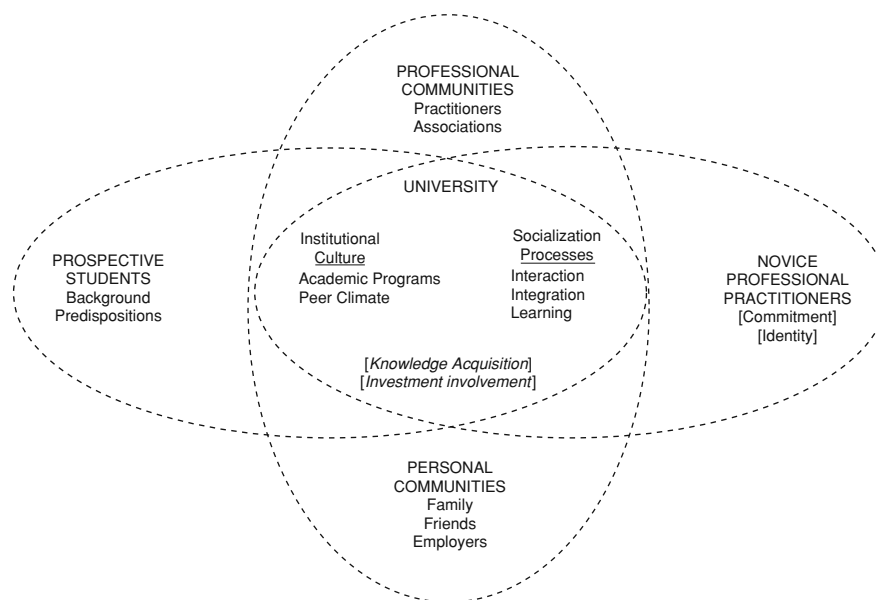 PROFESSIONAL
COMMUNITIES
Practitioners
Associations
UNIVERSITY
Institutional
Culture
Academic Programs
Peer Climate
Socialization
Processes
Interaction
Integration
Learning
PROSPECTIVE
STUDENTS
Background
Predispositions
NOVICE
PROFESSIONAL
PRACTITIONERS
[Commitment]
[Identity]
[Knowledge Acquisition]
[Investment involvement]
PERSONAL
COMMUNITIES
Family
Friends
Employers